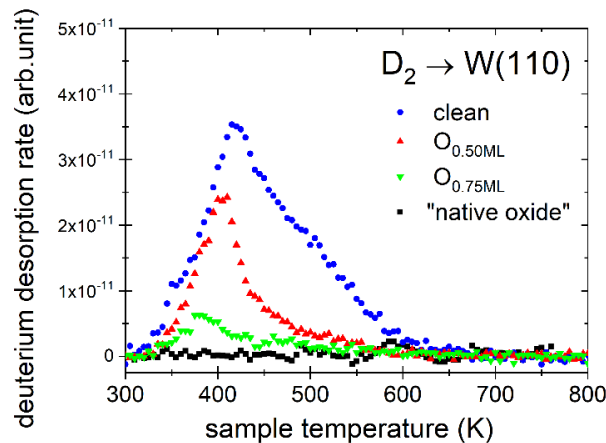 5x10⁻¹¹
4x10⁻¹¹
3x10⁻¹¹
2x10⁻¹¹
1x10⁻¹¹
0
deuterium desorption rate (arb.unit)
D₂ → W(110)
clean
O₀.₅₀ML
O₀.₇₅ML
"native oxide"
300 400 500 600 700 800
sample temperature (K)